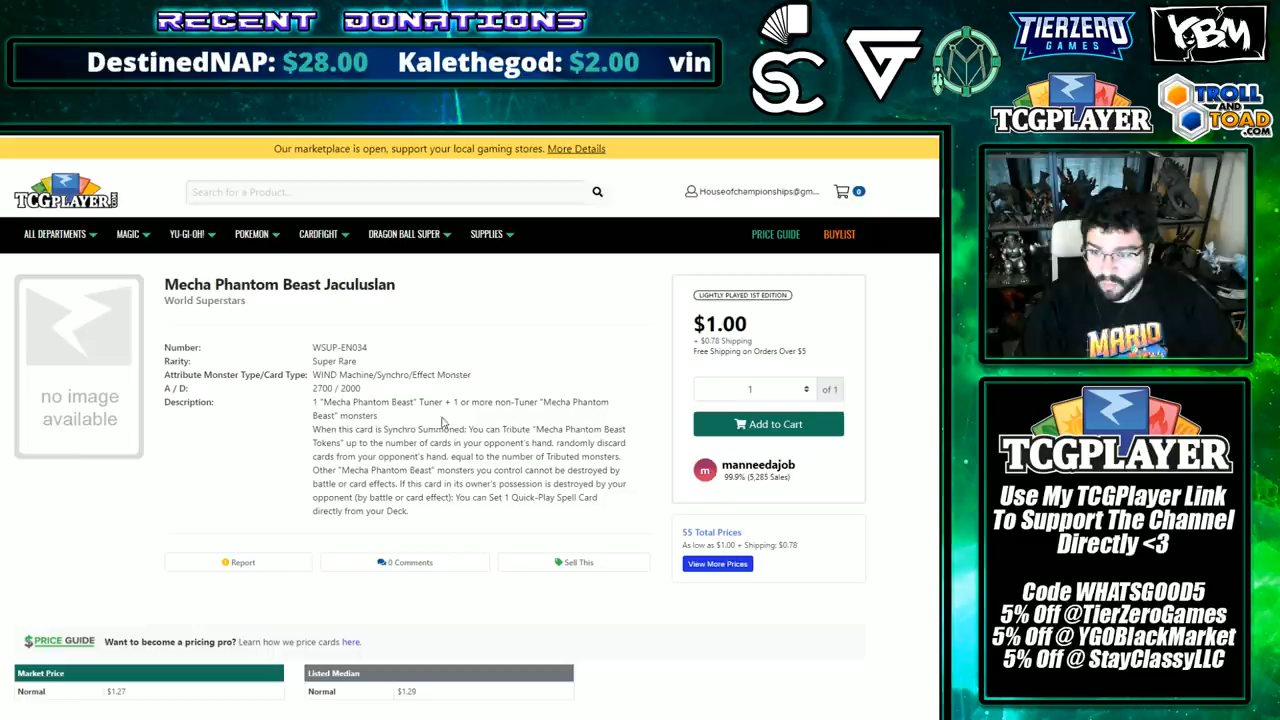 RECENT DONATIONS
DestinedNAP: $28.00 Kalethegod: $2.00 vin
SC
TIERZERO
GAMES
YBM
TCGPLAYER
TROLL
AND
TOAD
.COM
Our marketplace is open, support your local gaming stores. More Details
TCGPLAYER.COM
Search for a Product...
Houseofchampionships@gm...
0
ALL DEPARTMENTS
MAGIC
YU-GI-OH!
POKEMON
CARDFIGHT
DRAGON BALL SUPER
SUPPLIES
PRICE GUIDE
BUYLIST
no image
available
Mecha Phantom Beast Jaculuslan
World Superstars
Number: WSUP-EN034
Rarity: Super Rare
Attribute Monster Type/Card Type: WIND Machine/Synchro/Effect Monster
A / D: 2700 / 2000
Description: 1 "Mecha Phantom Beast" Tuner + 1 or more non-Tuner "Mecha Phantom
Beast" monsters
When this card is Synchro Summoned: You can Tribute "Mecha Phantom Beast
Tokens" up to the number of cards in your opponent's hand, randomly discard
cards from your opponent's hand, equal to the number of Tributed monsters.
Other "Mecha Phantom Beast" monsters you control cannot be destroyed by
battle or card effects. If this card in its owner's possession is destroyed by your
opponent (by battle or card effect): You can Set 1 Quick-Play Spell Card
directly from your Deck.
Report
0 Comments
Sell This
LIGHTLY PLAYED 1ST EDITION
$1.00
+ $0.78 Shipping
Free Shipping on Orders Over $5
1
of 1
Add to Cart
m
manneedajob
99.9% (5,285 Sales)
55 Total Prices
As low as $1.00 + Shipping: $0.78
View More Prices
PRICE GUIDE Want to become a pricing pro? Learn how we price cards here.
Market Price
Normal $1.27
Listed Median
Normal $1.29
MARIO
TCGPLAYER
Use My TCGPlayer Link
To Support The Channel
Directly <3
Code WHATSGOOD5
5% Off @TierZeroGames
5% Off @ YGOBlackMarket
5% Off @ StayClassyLLC